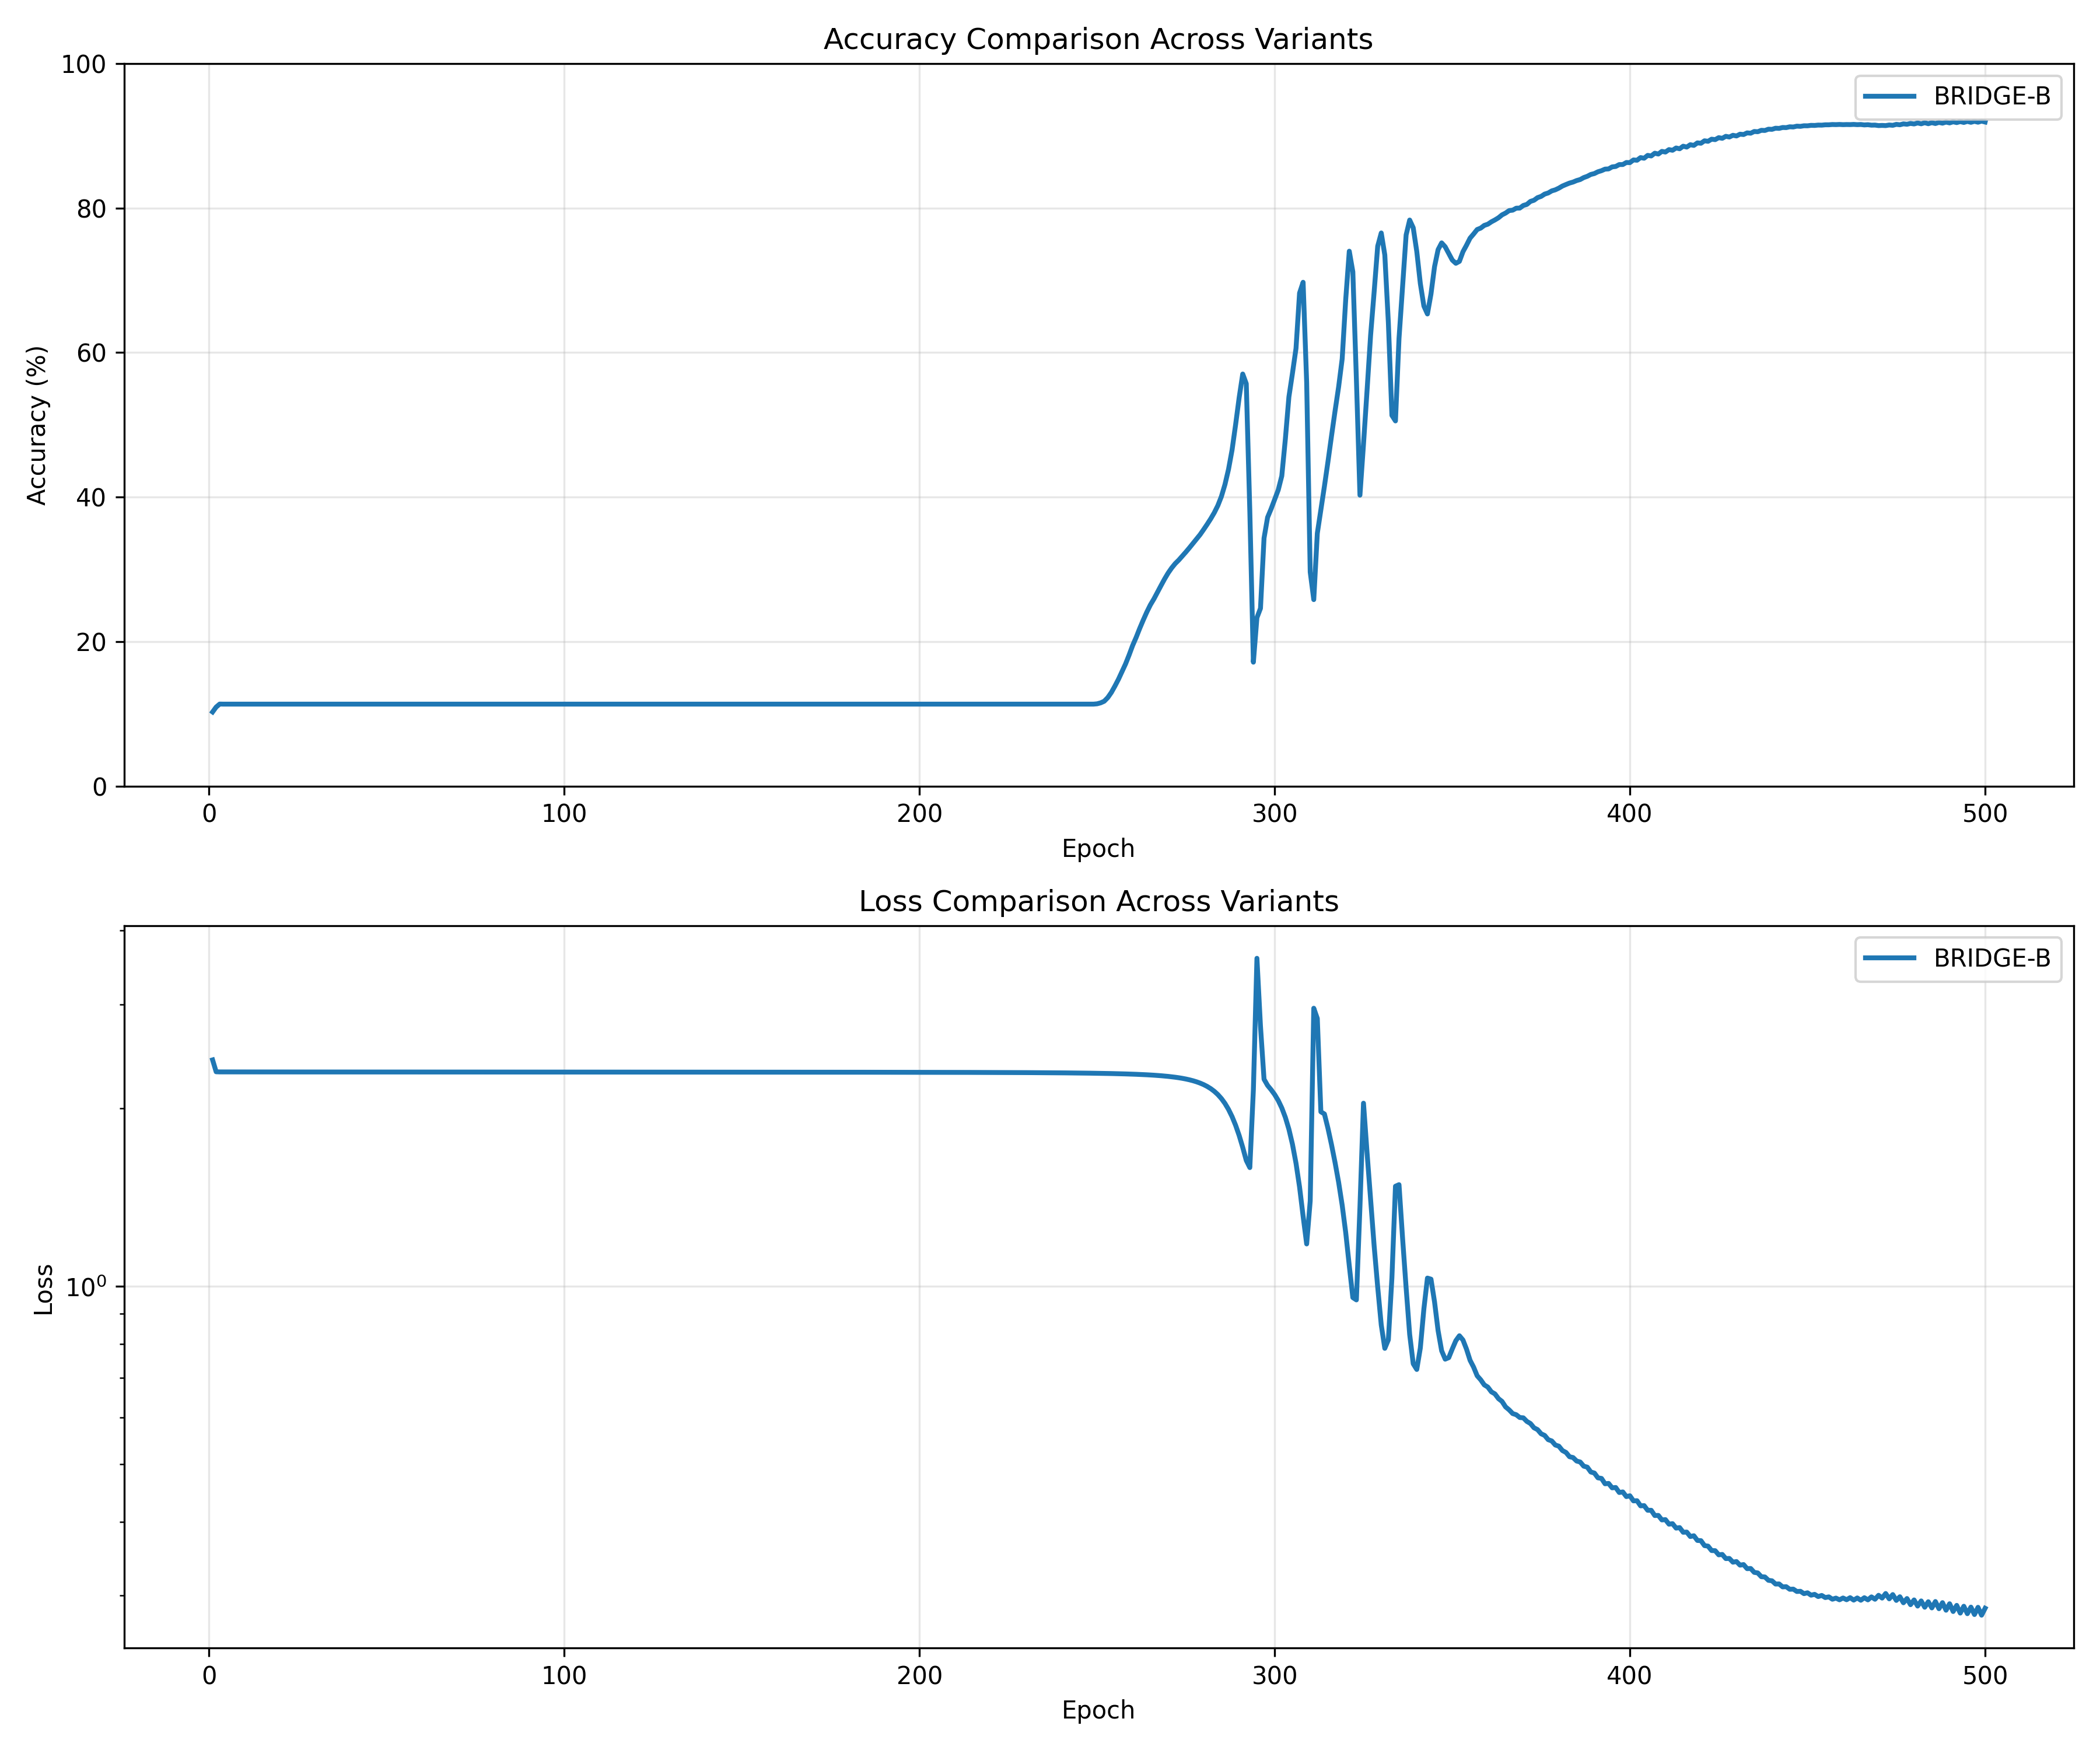 Accuracy Comparison Across Variants
100
80
60
40
20
0
Accuracy (%)
BRIDGE-B
0 100 200 300 400 500
Epoch
Loss Comparison Across Variants
10⁰
Loss
BRIDGE-B
0 100 200 300 400 500
Epoch